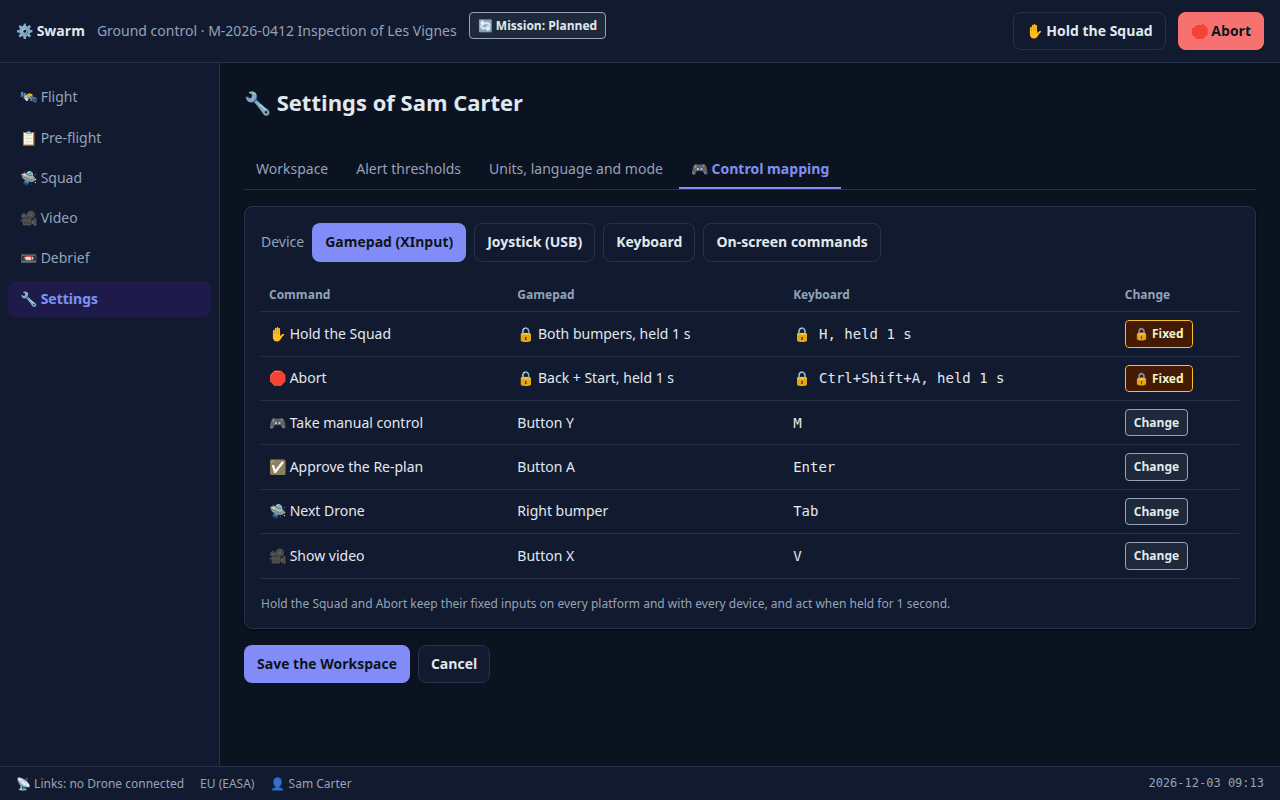 ⚙️ Swarm Ground control · M-2026-0412 Inspection of Les Vignes 🔄 Mission: Planned ✋ Hold the Squad 🛑 Abort
🛰️ Flight
📋 Pre-flight
🛸 Squad
🎥 Video
📼 Debrief
🔧 Settings
🔧 Settings of Sam Carter
Workspace Alert thresholds Units, language and mode 🎮 Control mapping
Device Gamepad (XInput) Joystick (USB) Keyboard On-screen commands
Command Gamepad Keyboard Change
✋ Hold the Squad 🔒 Both bumpers, held 1 s 🔒 H, held 1 s 🔒 Fixed
🛑 Abort 🔒 Back + Start, held 1 s 🔒 Ctrl+Shift+A, held 1 s 🔒 Fixed
🎮 Take manual control Button Y M Change
☑️ Approve the Re-plan Button A Enter Change
🛸 Next Drone Right bumper Tab Change
🎥 Show video Button X V Change
Hold the Squad and Abort keep their fixed inputs on every platform and with every device, and act when held for 1 second.
Save the Workspace Cancel
📡 Links: no Drone connected EU (EASA) 👤 Sam Carter 2026-12-03 09:13